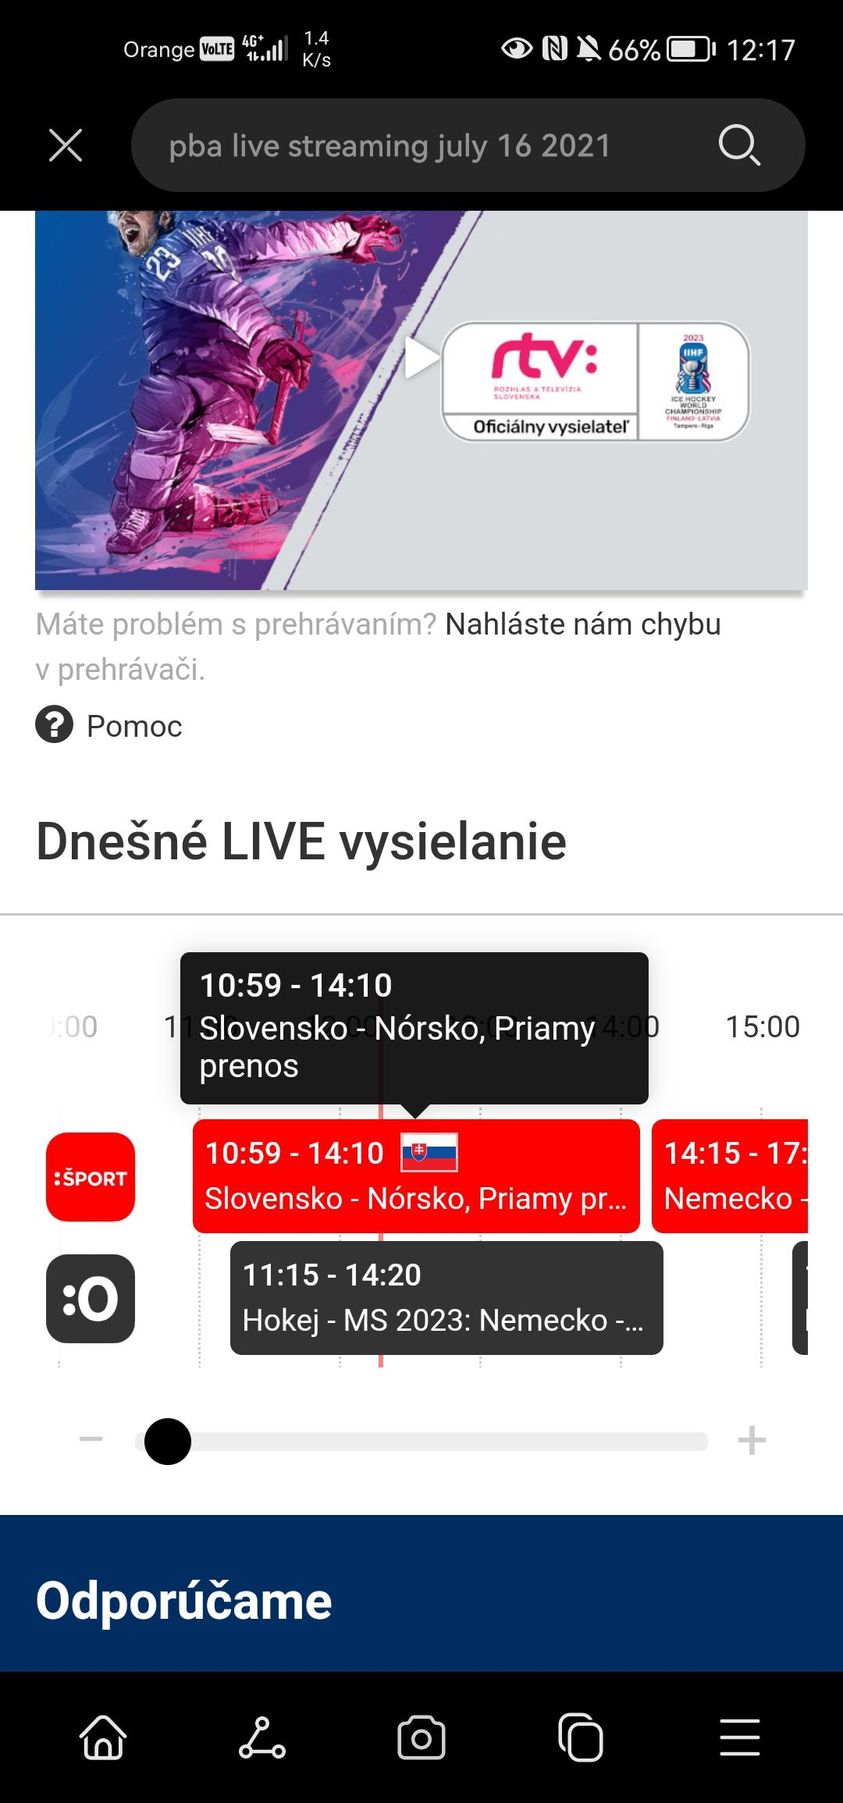 Orange VoLTE 4G+ 1.4 K/s 66% 12:17
pba live streaming july 16 2021
23
rtv:
ROZHLAS A TELEVÍZIA
SLOVENSKA
Oficiálny vysielateľ
2023
IIHF
ICE HOCKEY
WORLD
CHAMPIONSHIP
FINLAND-LATVIA
Tampere-Riga
Máte problém s prehrávaním? Nahláste nám chybu
v prehrávači.
? Pomoc
Dnešné LIVE vysielanie
10:59 - 14:10
Slovensko - Nórsko, Priamy
prenos
:00 14:00 15:00
:ŠPORT
10:59 - 14:10
Slovensko - Nórsko, Priamy pr...
14:15 - 17:
Nemecko -
:O
11:15 - 14:20
Hokej - MS 2023: Nemecko -...
Odporúčame